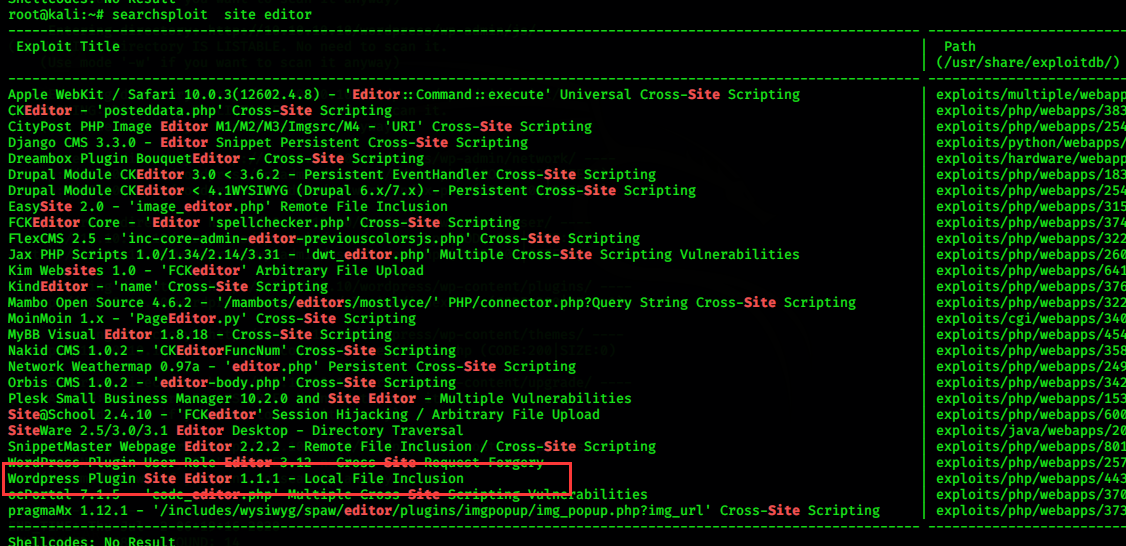 Shellcodes: No Result
root@kali:~# searchsploit  site editor
Exploit Title | Path
| (/usr/share/exploitdb/)
Apple WebKit / Safari 10.0.3(12602.4.8) - 'Editor::Command::execute' Universal Cross-Site Scripting | exploits/multiple/webapp
CKEditor - 'posteddata.php' Cross-Site Scripting | exploits/php/webapps/383
CityPost PHP Image Editor M1/M2/M3/Imgsrc/M4 - 'URI' Cross-Site Scripting | exploits/php/webapps/254
Django CMS 3.3.0 - Editor Snippet Persistent Cross-Site Scripting | exploits/python/webapps/
Dreambox Plugin BouquetEditor - Cross-Site Scripting | exploits/hardware/webapp
Drupal Module CKEditor 3.0 < 3.6.2 - Persistent EventHandler Cross-Site Scripting | exploits/php/webapps/183
Drupal Module CKEditor < 4.1WYSIWYG (Drupal 6.x/7.x) - Persistent Cross-Site Scripting | exploits/php/webapps/254
EasySite 2.0 - 'image_editor.php' Remote File Inclusion | exploits/php/webapps/315
FCKEditor Core - 'Editor 'spellchecker.php' Cross-Site Scripting | exploits/php/webapps/374
FlexCMS 2.5 - 'inc-core-admin-editor-previouscolorsjs.php' Cross-Site Scripting | exploits/php/webapps/322
Jax PHP Scripts 1.0/1.34/2.14/3.31 - 'dwt_editor.php' Multiple Cross-Site Scripting Vulnerabilities | exploits/php/webapps/260
Kim Websites 1.0 - 'FCKeditor' Arbitrary File Upload | exploits/php/webapps/641
KindEditor - 'name' Cross-Site Scripting | exploits/php/webapps/376
Mambo Open Source 4.6.2 - '/mambots/editors/mostlyce/' PHP/connector.php?Query String Cross-Site Scripting | exploits/php/webapps/322
MoinMoin 1.x - 'PageEditor.py' Cross-Site Scripting | exploits/cgi/webapps/340
MyBB Visual Editor 1.8.18 - Cross-Site Scripting | exploits/php/webapps/454
Nakid CMS 1.0.2 - 'CKEditorFuncNum' Cross-Site Scripting | exploits/php/webapps/358
Network Weathermap 0.97a - 'editor.php' Persistent Cross-Site Scripting | exploits/php/webapps/249
Orbis CMS 1.0.2 - 'editor-body.php' Cross-Site Scripting | exploits/php/webapps/342
Plesk Small Business Manager 10.2.0 and Site Editor - Multiple Vulnerabilities | exploits/php/webapps/153
Site@School 2.4.10 - 'FCKeditor' Session Hijacking / Arbitrary File Upload | exploits/php/webapps/600
SiteWare 2.5/3.0/3.1 Editor Desktop - Directory Traversal | exploits/java/webapps/20
SnippetMaster Webpage Editor 2.2.2 - Remote File Inclusion / Cross-Site Scripting | exploits/php/webapps/801
WordPress Plugin User Role Editor 3.12 - Cross-Site Request Forgery | exploits/php/webapps/257
Wordpress Plugin Site Editor 1.1.1 - Local File Inclusion | exploits/php/webapps/443
ocPortal 7.1.5 - 'code_editor.php' Multiple Cross-Site Scripting Vulnerabilities | exploits/php/webapps/370
pragmaMx 1.12.1 - '/includes/wysiwyg/spaw/editor/plugins/imgpopup/img_popup.php?img_url' Cross-Site Scripting | exploits/php/webapps/373
Shellcodes: No Result